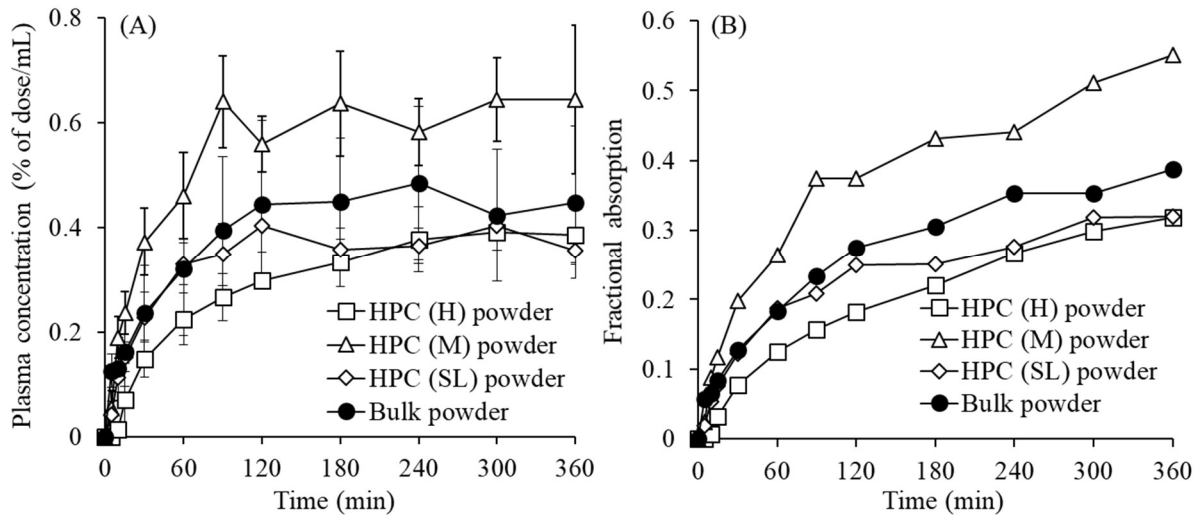 (A)
Plasma concentration (% of dose/mL)
0.8
0.6
0.4
0.2
0
0 60 120 180 240 300 360
Time (min)
HPC (H) powder
HPC (M) powder
HPC (SL) powder
Bulk powder
(B)
Fractional absorption
0.6
0.5
0.4
0.3
0.2
0.1
0
0 60 120 180 240 300 360
Time (min)
HPC (H) powder
HPC (M) powder
HPC (SL) powder
Bulk powder